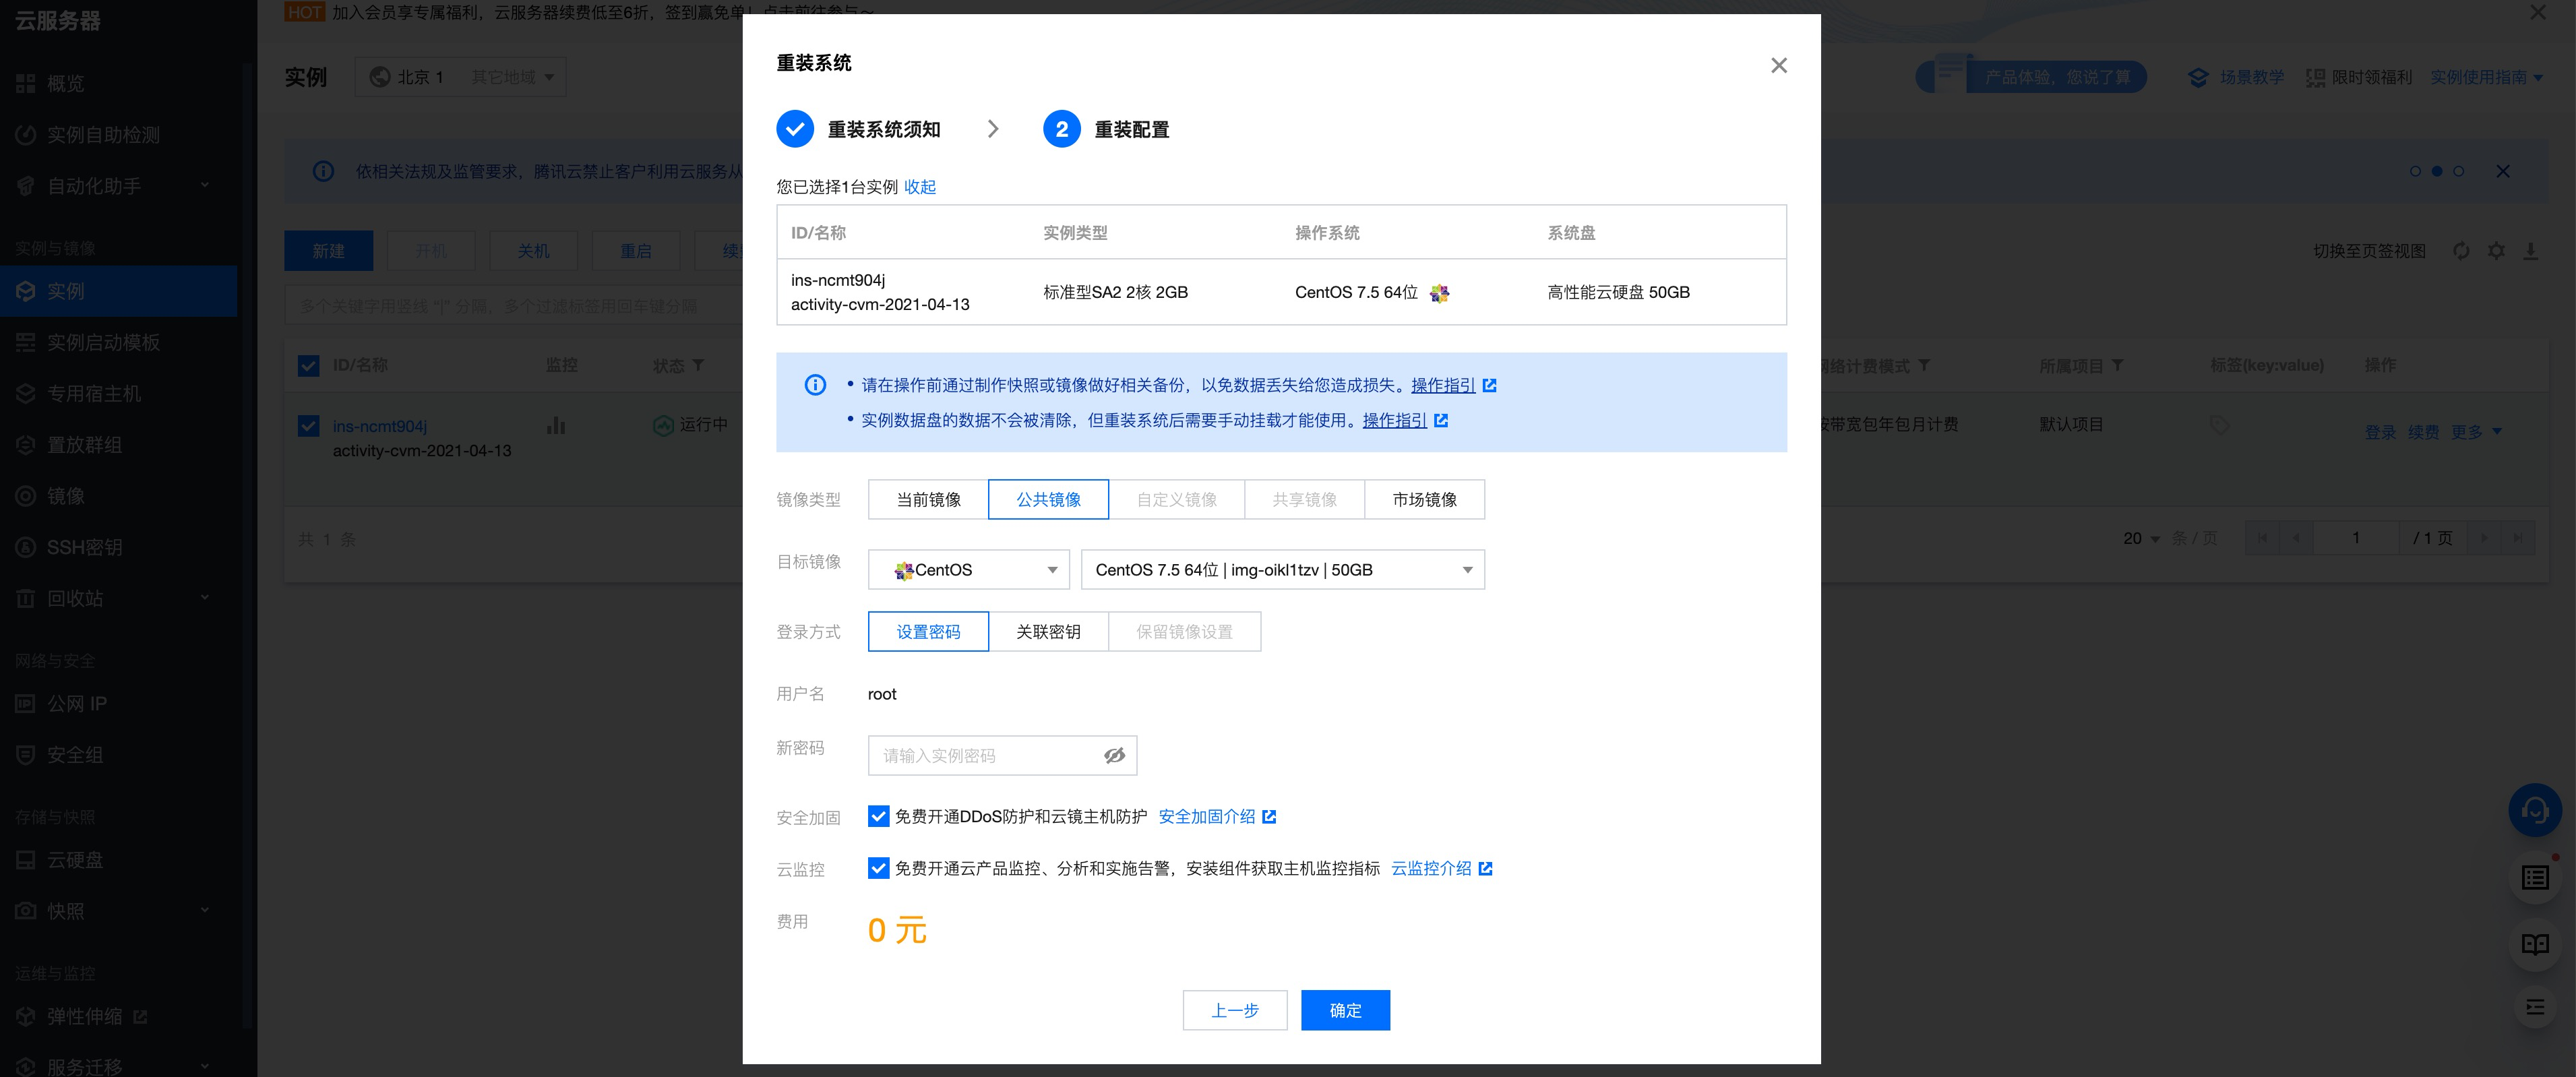 云服务器
HOT 加入会员享专属福利，云服务器续费低至6折，签到赢免单！点击前往参与~
概览
实例自助检测
自动化助手
实例与镜像
实例
实例启动模板
专用宿主机
置放群组
镜像
SSH密钥
回收站
网络与安全
公网 IP
安全组
存储与快照
云硬盘
快照
运维与监控
弹性伸缩
服务迁移
实例 北京 1 其它地域
产品体验，您说了算 场景教学 限时领福利 实例使用指南
依相关法规及监管要求，腾讯云禁止客户利用云服务从
新建 开机 关机 重启 续
切换至页签视图
多个关键字用竖线 "|" 分隔，多个过滤标签用回车键分隔
ID/名称 监控 状态
络计费模式 所属项目 标签(key:value) 操作
ins-ncmt904j
activity-cvm-2021-04-13
运行中
带宽包年包月计费 默认项目 登录 续费 更多
共 1 条
20 条 / 页 1 / 1 页
重装系统
重装系统须知 2 重装配置
您已选择1台实例 收起
ID/名称 实例类型 操作系统 系统盘
ins-ncmt904j
activity-cvm-2021-04-13
标准型SA2 2核 2GB CentOS 7.5 64位 高性能云硬盘 50GB
• 请在操作前通过制作快照或镜像做好相关备份，以免数据丢失给您造成损失。操作指引
• 实例数据盘的数据不会被清除，但重装系统后需要手动挂载才能使用。操作指引
镜像类型 当前镜像 公共镜像 自定义镜像 共享镜像 市场镜像
目标镜像 CentOS CentOS 7.5 64位 | img-oikl1tzv | 50GB
登录方式 设置密码 关联密钥 保留镜像设置
用户名 root
新密码 请输入实例密码
安全加固 免费开通DDoS防护和云镜主机防护 安全加固介绍
云监控 免费开通云产品监控、分析和实施告警，安装组件获取主机监控指标 云监控介绍
费用 0 元
上一步 确定